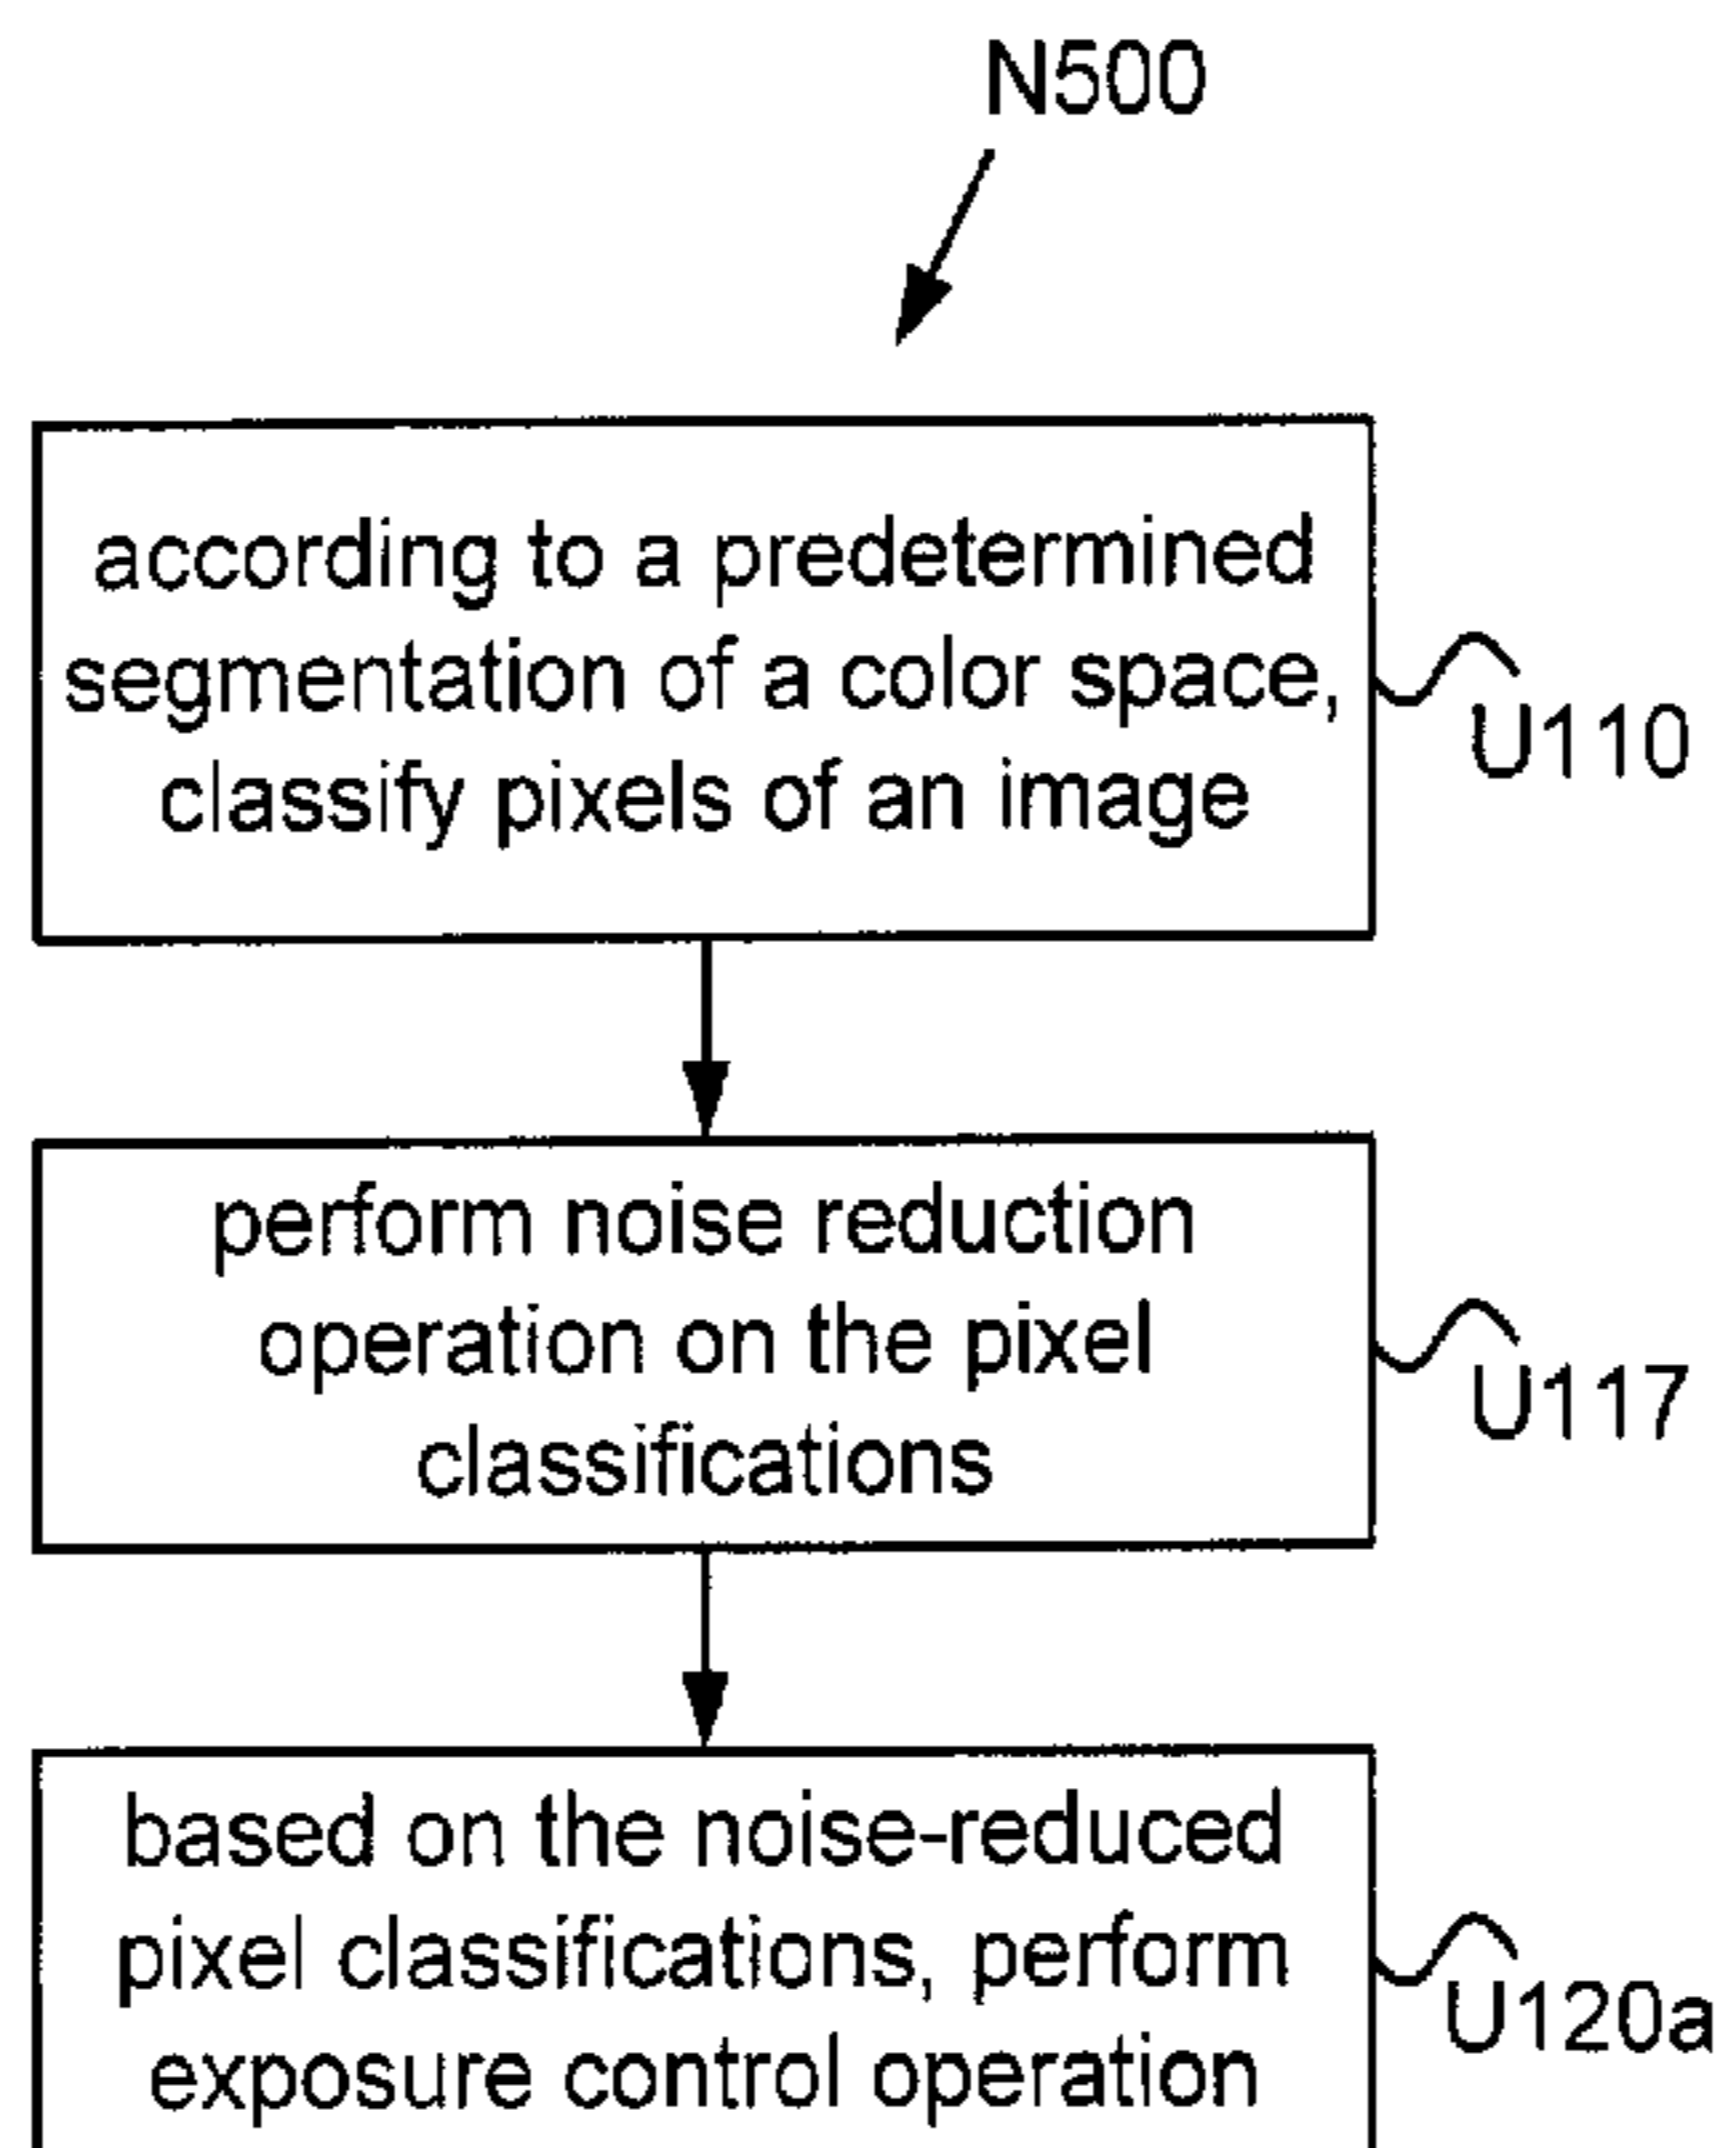 N500
according to a predetermined
segmentation of a color space,
classify pixels of an image
U110
perform noise reduction
operation on the pixel
classifications
U117
based on the noise-reduced
pixel classifications, perform
exposure control operation
U120a